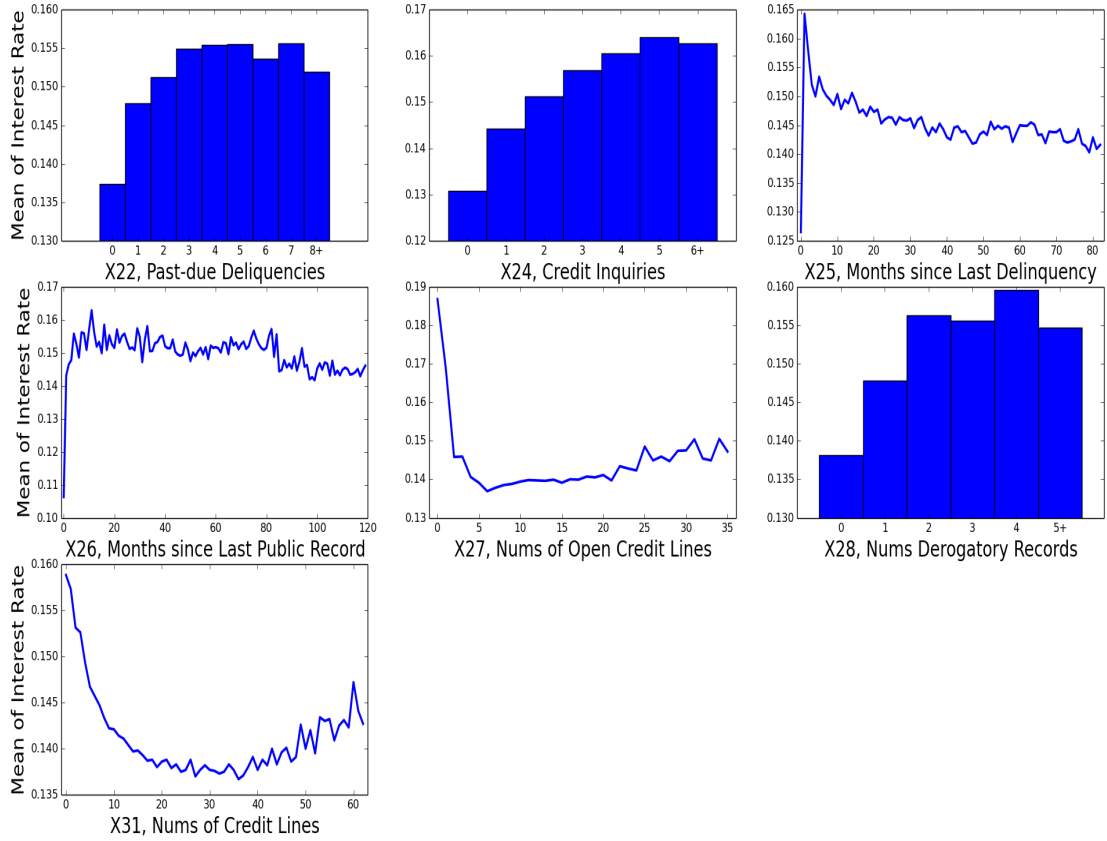 Mean of Interest Rate
0.160
0.155
0.150
0.145
0.140
0.135
0.130
0 1 2 3 4 5 6 7 8+
X22, Past-due Deliquencies
0.17
0.16
0.15
0.14
0.13
0.12
0 1 2 3 4 5 6+
X24, Credit Inquiries
0.165
0.160
0.155
0.150
0.145
0.140
0.135
0.130
0.125
0 10 20 30 40 50 60 70 80
X25, Months since Last Delinquency
Mean of Interest Rate
0.17
0.16
0.15
0.14
0.13
0.12
0.11
0.10
0 20 40 60 80 100 120
X26, Months since Last Public Record
0.19
0.18
0.17
0.16
0.15
0.14
0.13
0 5 10 15 20 25 30 35
X27, Nums of Open Credit Lines
0.160
0.155
0.150
0.145
0.140
0.135
0.130
0 1 2 3 4 5+
X28, Nums Derogatory Records
Mean of Interest Rate
0.160
0.155
0.150
0.145
0.140
0.135
0 10 20 30 40 50 60
X31, Nums of Credit Lines